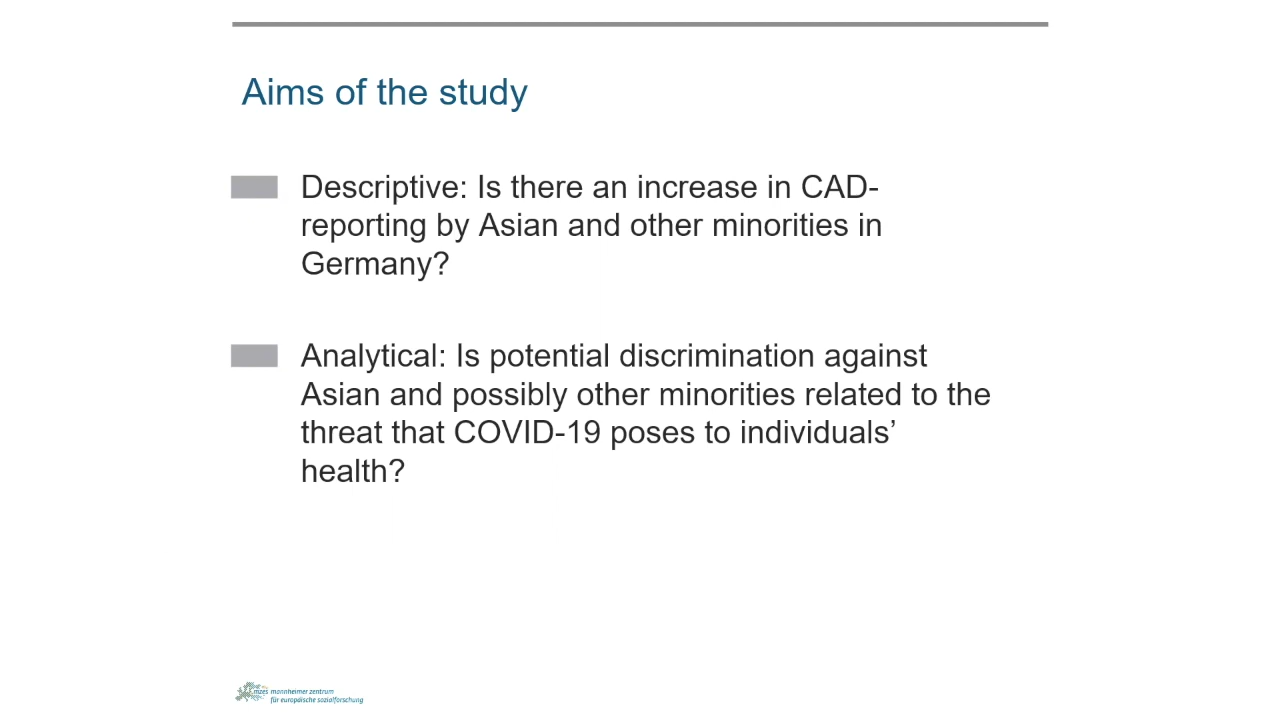 Aims of the study
Descriptive: Is there an increase in CAD-
reporting by Asian and other minorities in
Germany?
Analytical: Is potential discrimination against
Asian and possibly other minorities related to the
threat that COVID-19 poses to individuals’
health?
mzes mannheimer zentrum
für europäische sozialforschung